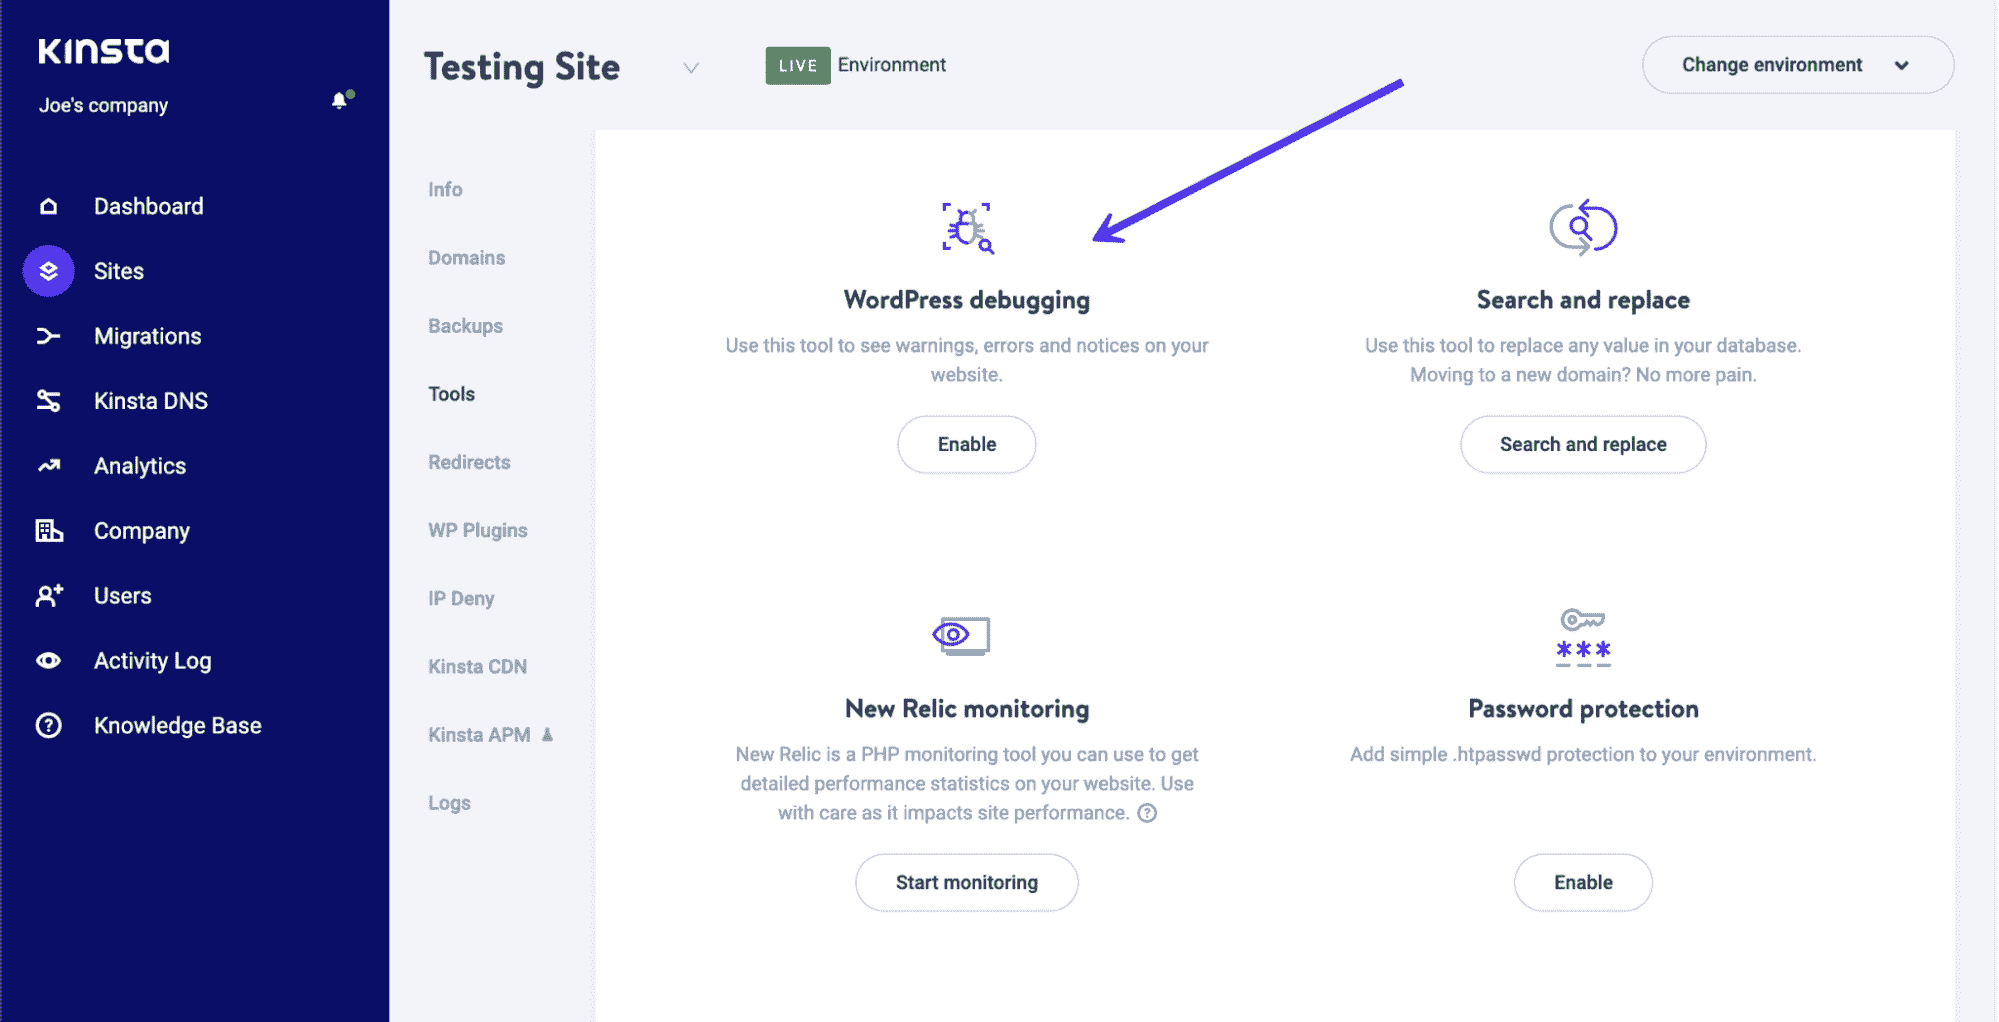 Kinsta
Joe's company
Dashboard
Sites
Migrations
Kinsta DNS
Analytics
Company
Users
Activity Log
Knowledge Base
Testing Site
LIVE Environment
Change environment
Info
Domains
Backups
Tools
Redirects
WP Plugins
IP Deny
Kinsta CDN
Kinsta APM
Logs
WordPress debugging
Use this tool to see warnings, errors and notices on your
website.
Enable
Search and replace
Use this tool to replace any value in your database.
Moving to a new domain? No more pain.
Search and replace
New Relic monitoring
New Relic is a PHP monitoring tool you can use to get
detailed performance statistics on your website. Use
with care as it impacts site performance. ?
Start monitoring
***
Password protection
Add simple .htpasswd protection to your environment.
Enable